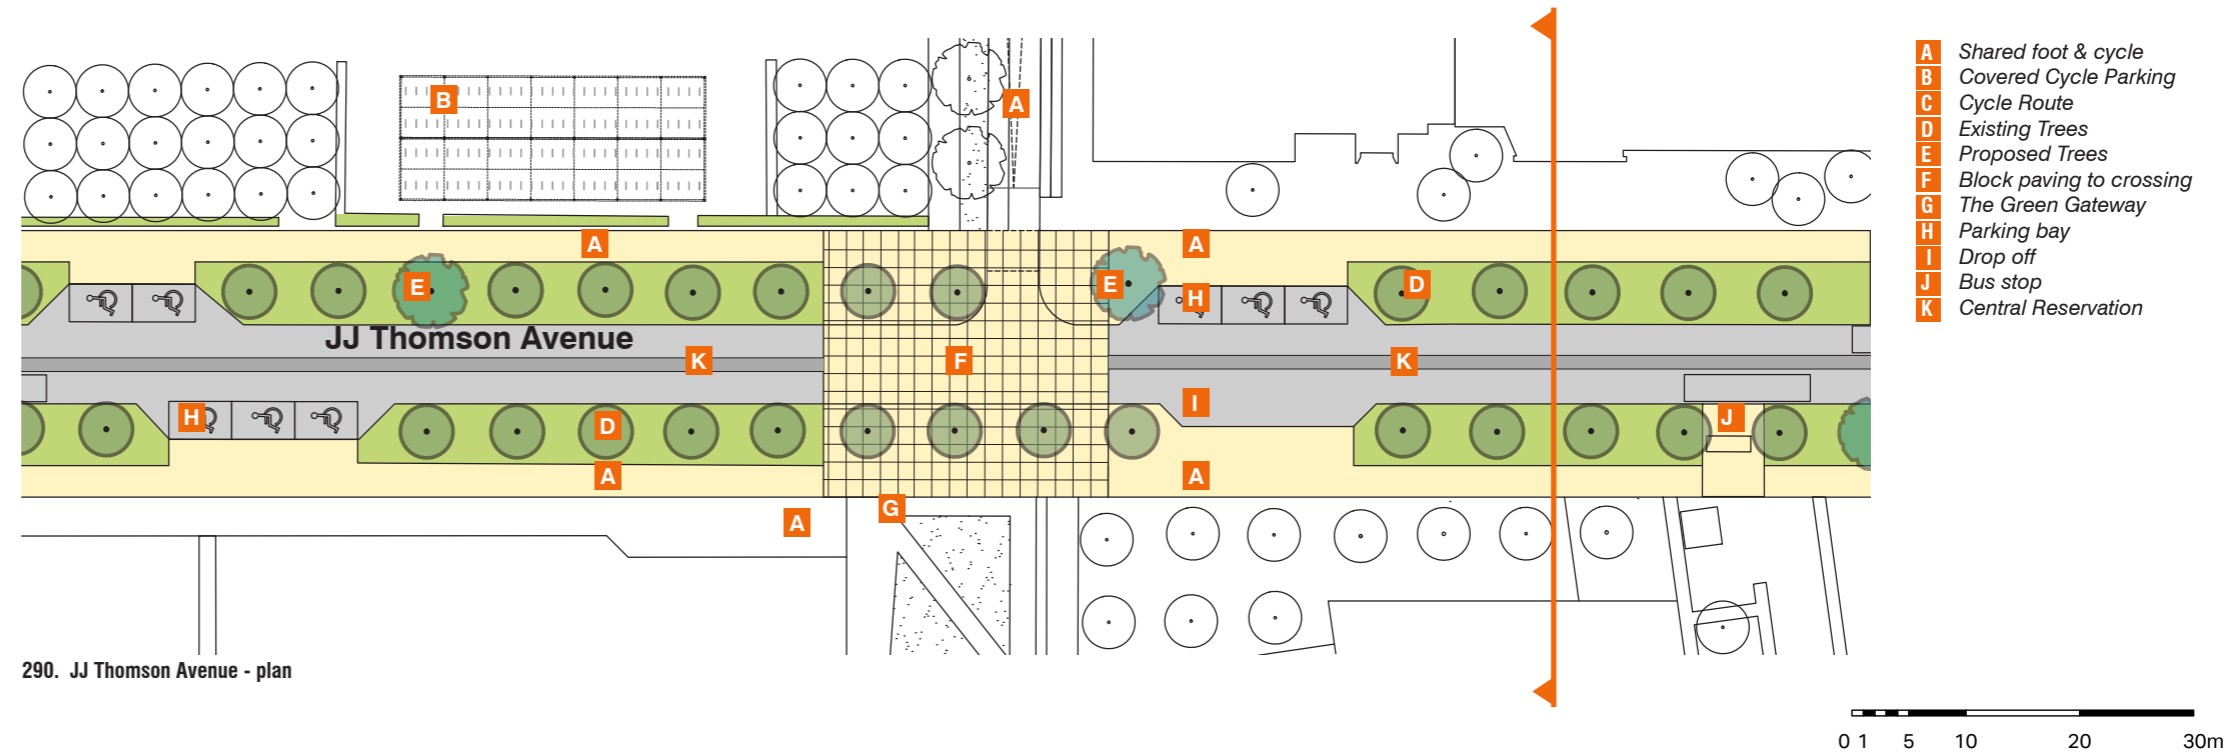 B
A
A
A
E
E
H
D
JJ Thomson Avenue
K
F
K
I
H
D
J
A
A
G
A
A Shared foot & cycle
B Covered Cycle Parking
C Cycle Route
D Existing Trees
E Proposed Trees
F Block paving to crossing
G The Green Gateway
H Parking bay
I Drop off
J Bus stop
K Central Reservation
290. JJ Thomson Avenue - plan
0 1 5 10 20 30m